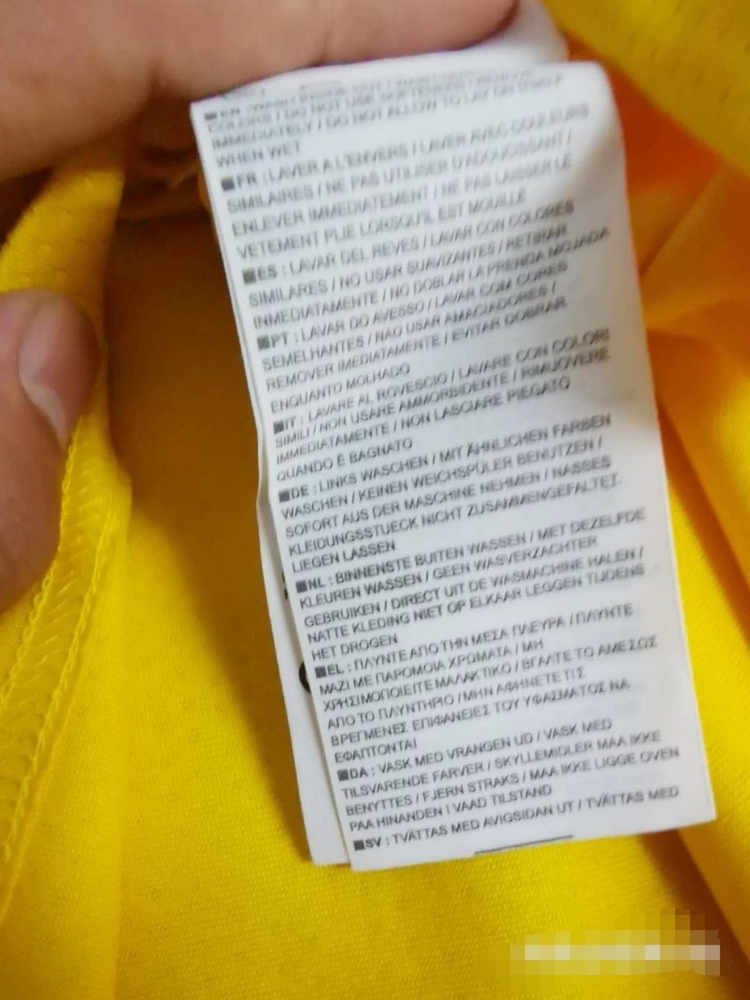 ■EN : WASH INSIDE OUT / WASH WITH
COLORS / DO NOT USE SOFTENERS / REMOVE
IMMEDIATELY / DO NOT ALLOW TO LAY ON ITSELF
WHEN WET
■FR : LAVER A L'ENVERS / LAVER AVEC COULEURS
SIMILAIRES / NE PAS UTILISER D'ADOUCISSANT /
ENLEVER IMMEDIATEMENT / NE PAS LAISSER LE
VETEMENT PLIE LORSQU'IL EST MOUILLE
■ES : LAVAR DEL REVES / LAVAR CON COLORES
SIMILARES / NO USAR SUAVIZANTES / RETIRAR
INMEDIATAMENTE / NO DOBLAR LA PRENDA MOJADA
■PT : LAVAR DO AVESSO / LAVAR COM CORES
SEMELHANTES / NAO USAR AMACIADORES /
REMOVER IMEDIATAMENTE / EVITAR DOBRAR
ENQUANTO MOLHADO
■IT : LAVARE AL ROVESCIO / LAVARE CON COLORI
SIMILI / NON USARE AMMORBIDENTE / RIMUOVERE
IMMEDIATAMENTE / NON LASCIARE PIEGATO
QUANDO È BAGNATO
■DE : LINKS WASCHEN / MIT ÄHNLICHEN FARBEN
WASCHEN / KEINEN WEICHSPÜLER BENUTZEN /
SOFORT AUS DER MASCHINE NEHMEN / NASSES
KLEIDUNGSSTUECK NICHT ZUSAMMENGEFALTET
LIEGEN LASSEN
■NL : BINNENSTE BUITEN WASSEN / MET DEZELFDE
KLEUREN WASSEN / GEEN WASVERZACHTER
GEBRUIKEN / DIRECT UIT DE WASMACHINE HALEN /
NATTE KLEDING NIET OP ELKAAR LEGGEN TIJDENS
HET DROGEN
■EL : ΠΛΥΝΤΕ ΑΠΟ ΤΗΝ ΜΕΣΑ ΠΛΕΥΡΑ / ΠΛΥΝΤΕ
ΜΑΖΙ ΜΕ ΠΑΡΟΜΟΙΑ ΧΡΩΜΑΤΑ / ΜΗ
ΧΡΗΣΙΜΟΠΟΙΕΙΤΕ ΜΑΛΑΚΤΙΚΟ / ΒΓΑΛΤΕ ΤΟ ΑΜΕΣΩΣ
ΑΠΟ ΤΟ ΠΛΥΝΤΗΡΙΟ / ΜΗΝ ΑΦΗΝΕΤΕ ΤΙΣ
ΒΡΕΓΜΕΝΕΣ ΕΠΙΦΑΝΕΙΕΣ ΤΟΥ ΥΦΑΣΜΑΤΟΣ ΝΑ
ΕΦΑΠΤΟΝΤΑΙ
■DA : VASK MED VRANGEN UD / VASK MED
TILSVARENDE FARVER / SKYLLEMIDLER MAA IKKE
BENYTTES / FJERN STRAKS / MAA IKKE LIGGE OVEN
PAA HINANDEN I VAAD TILSTAND
■SV : TVÄTTAS MED AVIGSIDAN UT / TVÄTTAS MED